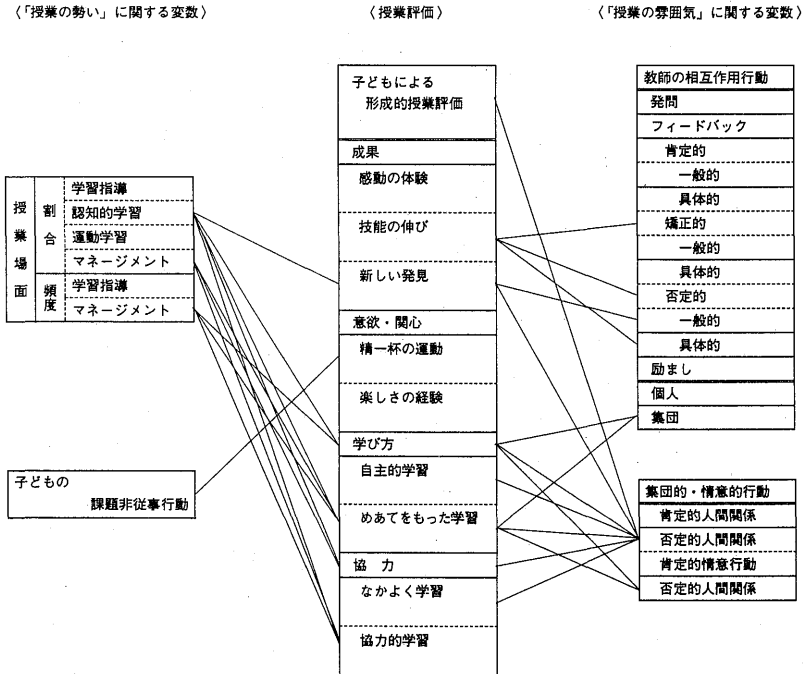 〈「授業の勢い」に関する変数〉
〈授業評価〉
〈「授業の雰囲気」に関する変数〉
授業場面
割合
学習指導
認知的学習
運動学習
マネージメント
頻度
学習指導
マネージメント
子どもの
課題非従事行動
子どもによる
形成的授業評価
成果
感動の体験
技能の伸び
新しい発見
意欲・関心
精一杯の運動
楽しさの経験
学び方
自主的学習
めあてをもった学習
協 力
なかよく学習
協力的学習
教師の相互作用行動
発問
フィードバック
肯定的
一般的
具体的
矯正的
一般的
具体的
否定的
一般的
具体的
励まし
個人
集団
集団的・情意的行動
肯定的人間関係
否定的人間関係
肯定的情意行動
否定的人間関係